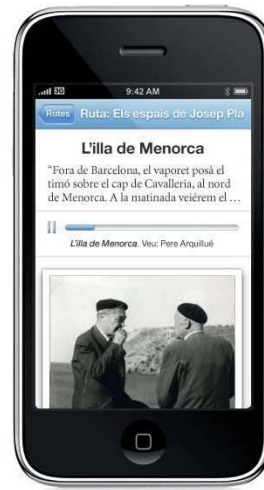 3G 9:42 AM
Rutes Ruta: Els espais de Josep Pla
L'illa de Menorca
“Fora de Barcelona, el vaporet posà el
timó sobre el cap de Cavalleria, al nord
de Menorca. A la matinada veiérem el ...
L'illa de Menorca. Veu: Pere Arquillué